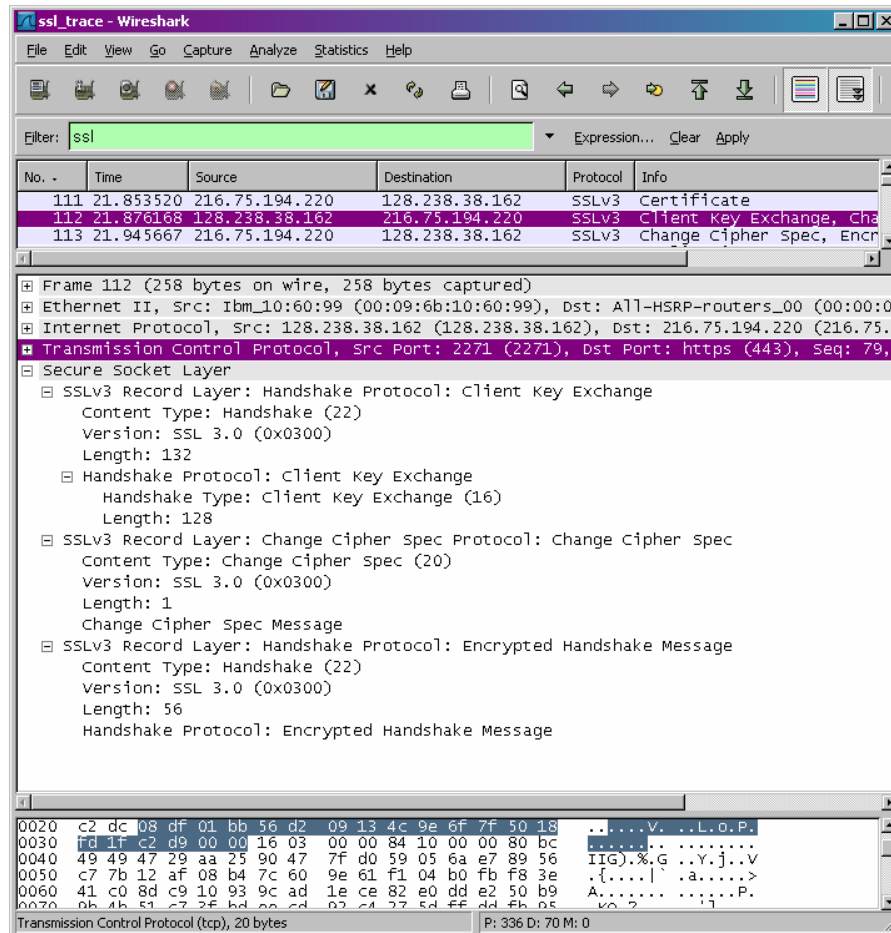 ssl_trace - Wireshark
File Edit View Go Capture Analyze Statistics Help
Filter: ssl Expression... Clear Apply
No. - Time Source Destination Protocol Info
111 21.853520 216.75.194.220 128.238.38.162 SSLv3 Certificate
112 21.876168 128.238.38.162 216.75.194.220 SSLv3 Client Key Exchange, Cha
113 21.945667 216.75.194.220 128.238.38.162 SSLv3 Change Cipher Spec, Encr
Frame 112 (258 bytes on wire, 258 bytes captured)
Ethernet II, Src: Ibm_10:60:99 (00:09:6b:10:60:99), Dst: All-HSRP-routers_00 (00:00:0
Internet Protocol, Src: 128.238.38.162 (128.238.38.162), Dst: 216.75.194.220 (216.75.
Transmission Control Protocol, Src Port: 2271 (2271), Dst Port: https (443), Seq: 79,
Secure Socket Layer
SSLv3 Record Layer: Handshake Protocol: Client Key Exchange
Content Type: Handshake (22)
Version: SSL 3.0 (0x0300)
Length: 132
Handshake Protocol: Client Key Exchange
Handshake Type: Client Key Exchange (16)
Length: 128
SSLv3 Record Layer: Change Cipher Spec Protocol: Change Cipher Spec
Content Type: Change Cipher Spec (20)
Version: SSL 3.0 (0x0300)
Length: 1
Change Cipher Spec Message
SSLv3 Record Layer: Handshake Protocol: Encrypted Handshake Message
Content Type: Handshake (22)
Version: SSL 3.0 (0x0300)
Length: 56
Handshake Protocol: Encrypted Handshake Message
0020 c2 dc 08 df 01 bb 56 d2 09 13 4c 9e 6f 7f 50 18 ......V. ..L.o.P.
0030 fd 1f c2 d9 00 00 16 03 00 00 84 10 00 00 80 bc ........ ........
0040 49 49 47 29 aa 25 90 47 7f d0 59 05 6a e7 89 56 IIG).%.G ..Y.j..V
0050 c7 7b 12 af 08 b4 7c 60 9e 61 f1 04 b0 fb f8 3e .{....|` .a.....>
0060 41 c0 8d c9 10 93 9c ad 1e ce 82 e0 dd e2 50 b9 A....... ......P.
0070 9b 4b 51 c7 3f bd
Transmission Control Protocol (tcp), 20 bytes P: 336 D: 70 M: 0